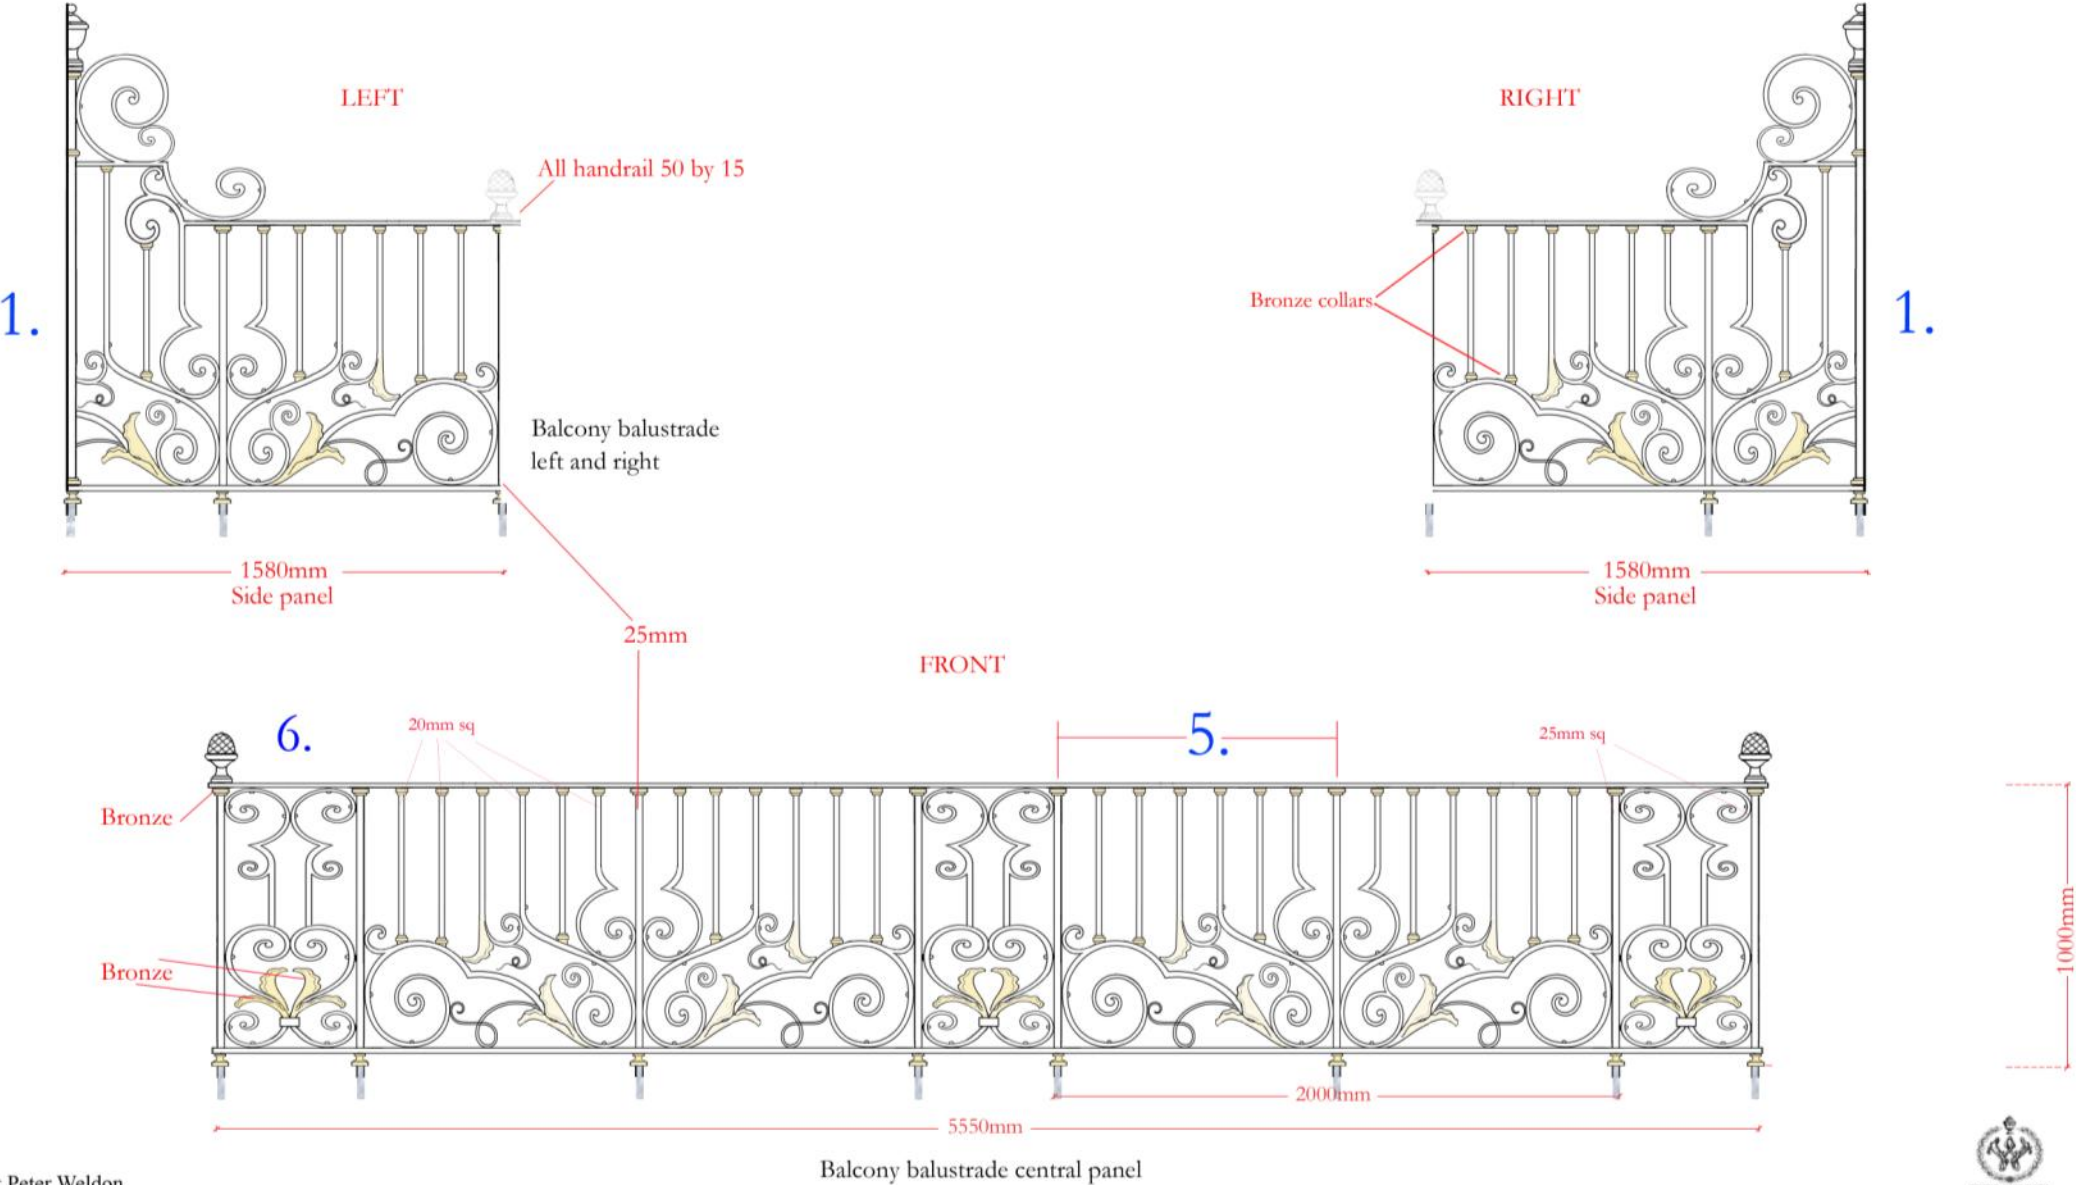 LEFT
RIGHT
All handrail 50 by 15
1.
Bronze collars
1.
Balcony balustrade
left and right
1580mm
Side panel
1580mm
Side panel
25mm
FRONT
6.
20mm sq
5.
25mm sq
Bronze
Bronze
1000mm
2000mm
5550mm
Balcony balustrade central panel
Peter Weldon